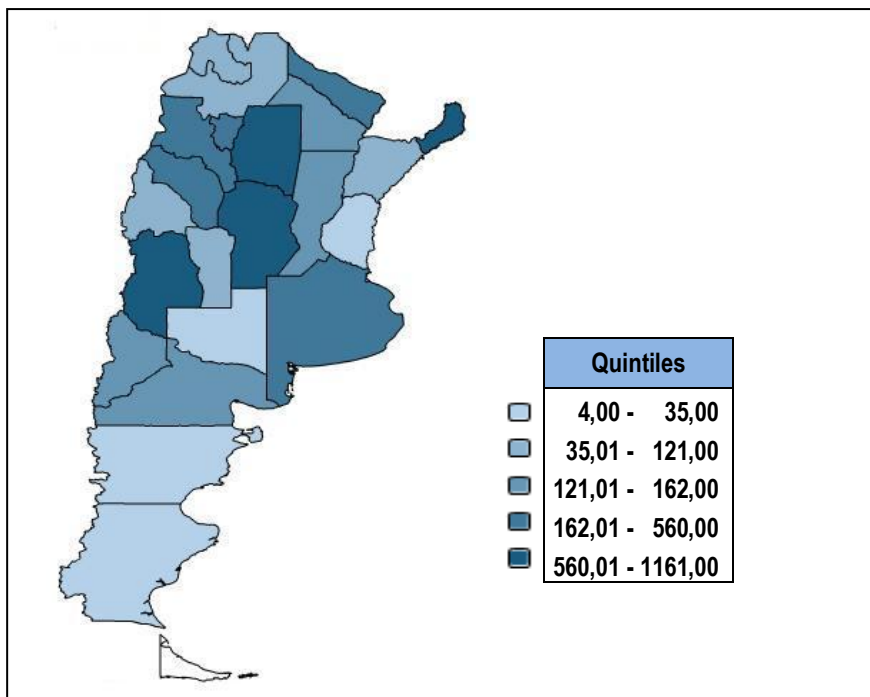 Quintiles
4,00 - 35,00
35,01 - 121,00
121,01 - 162,00
162,01 - 560,00
560,01 - 1161,00